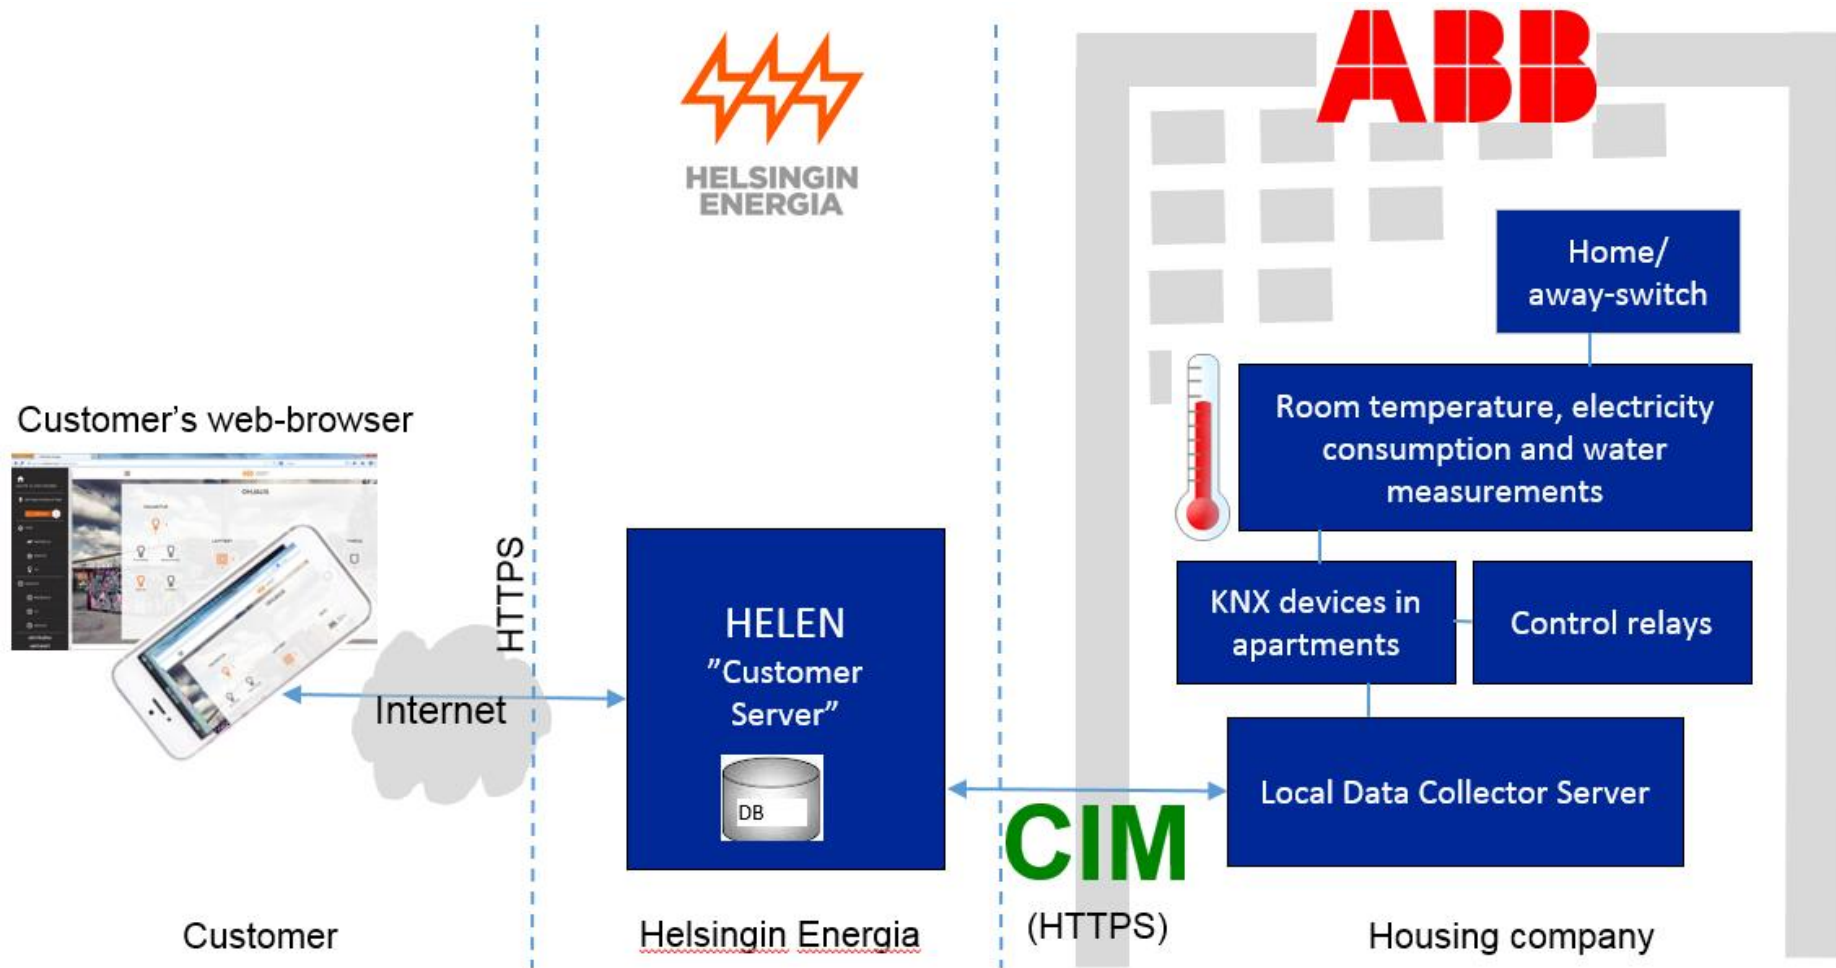 ABB
HELSINGIN
ENERGIA
Home/
away-switch
Customer's web-browser
Room temperature, electricity
consumption and water
measurements
OHJAUS
HTTPS
KNX devices in
apartments
Control relays
HELEN
"Customer
Server"
Internet
DB
Local Data Collector Server
CIM
(HTTPS)
Customer
Helsingin Energia
Housing company